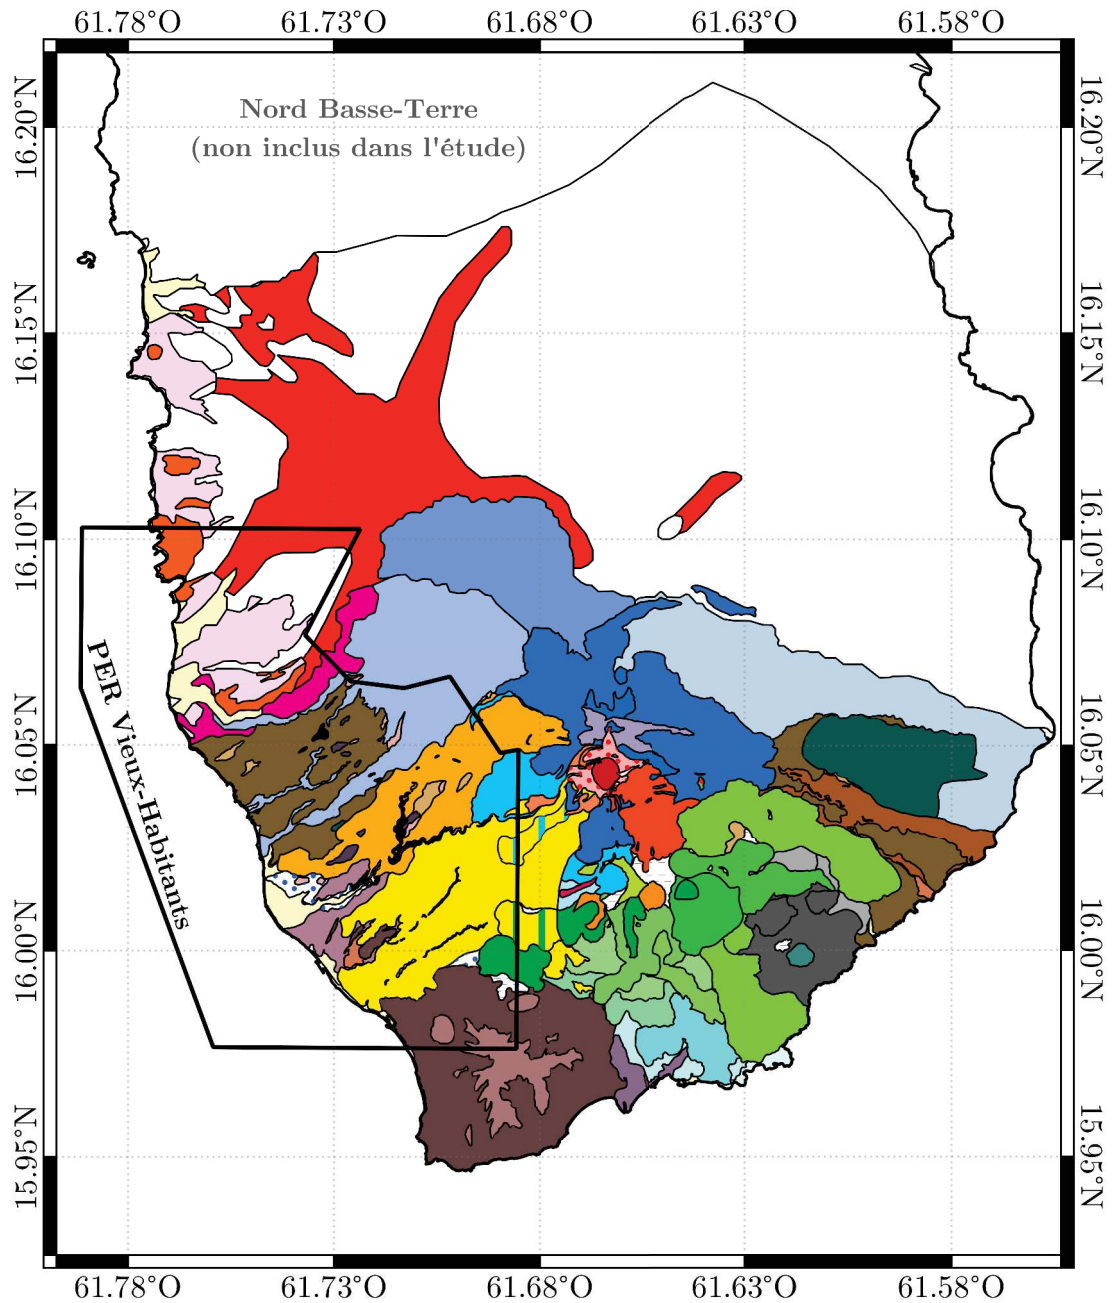 61.78°O 61.73°O 61.68°O 61.63°O 61.58°O
Nord Basse-Terre
(non inclus dans l'étude)
16.20°N 16.20°N
16.15°N 16.15°N
16.10°N 16.10°N
PER Vieux-Habitants
16.05°N 16.05°N
16.00°N 16.00°N
15.95°N 15.95°N
61.78°O 61.73°O 61.68°O 61.63°O 61.58°O